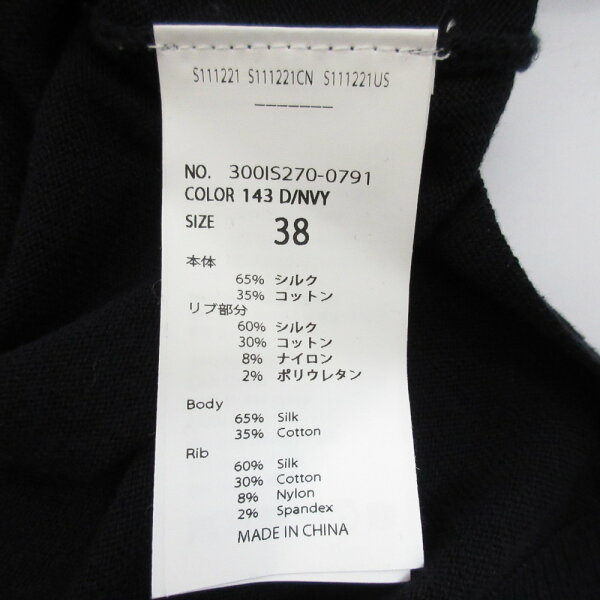 S111221 S111221CN S111221US
-------
NO. 300IS270-0791
COLOR 143 D/NVY
SIZE 38
本体
65% シルク
35% コットン
リブ部分
60% シルク
30% コットン
8% ナイロン
2% ポリウレタン
Body
65% Silk
35% Cotton
Rib
60% Silk
30% Cotton
8% Nylon
2% Spandex
MADE IN CHINA